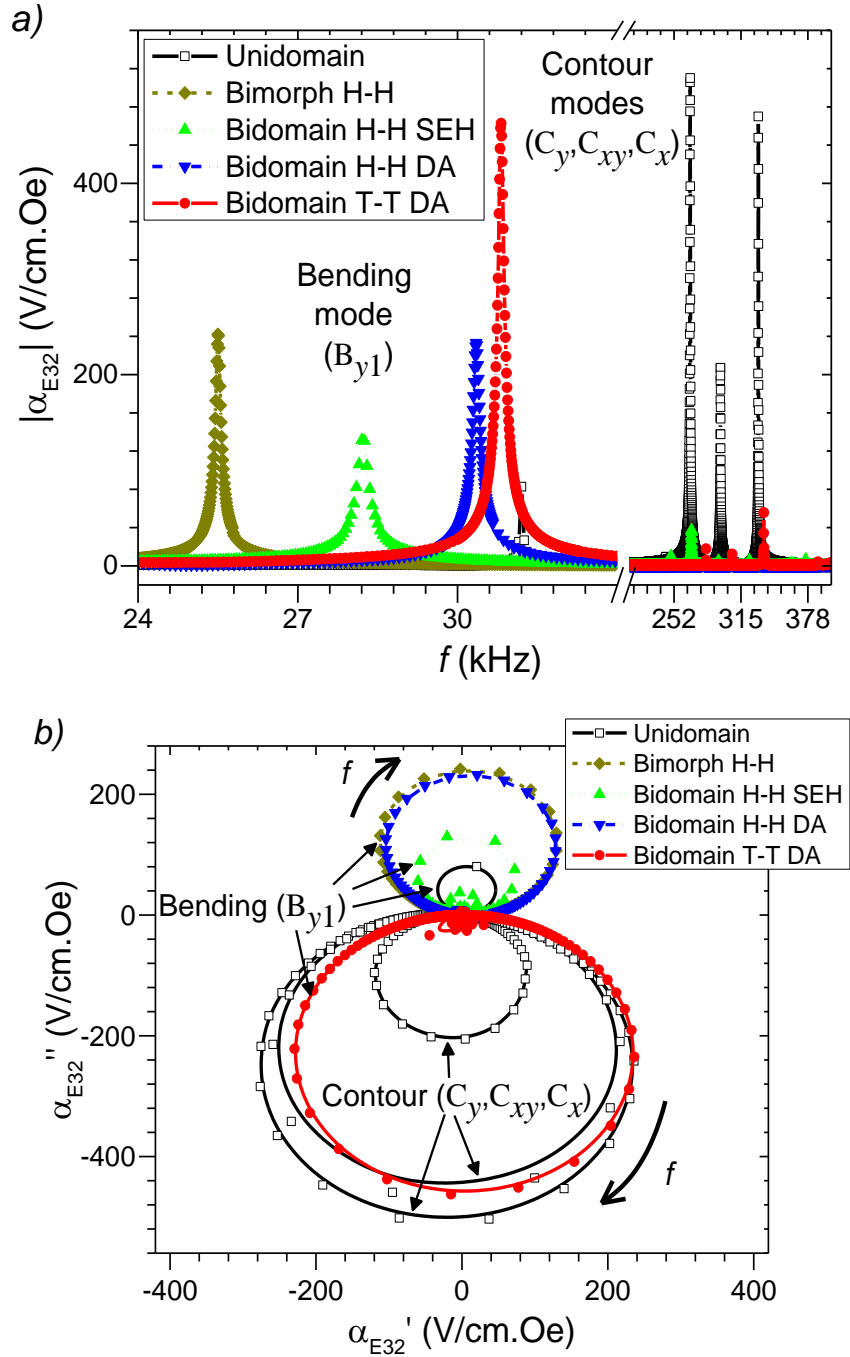 a)
Unidomain
Bimorph H-H
Bidomain H-H SEH
Bidomain H-H DA
Bidomain T-T DA
Contour
modes
(Cy,Cxy,Cx)
Bending
mode
(By1)
|αE32| (V/cm.Oe)
400
200
0
24 27 30 252 315 378
f (kHz)
b)
Unidomain
Bimorph H-H
Bidomain H-H SEH
Bidomain H-H DA
Bidomain T-T DA
f
Bending (By1)
Contour (Cy,Cxy,Cx)
f
αE32'' (V/cm.Oe)
200
0
-200
-400
-400 -200 0 200 400
αE32' (V/cm.Oe)